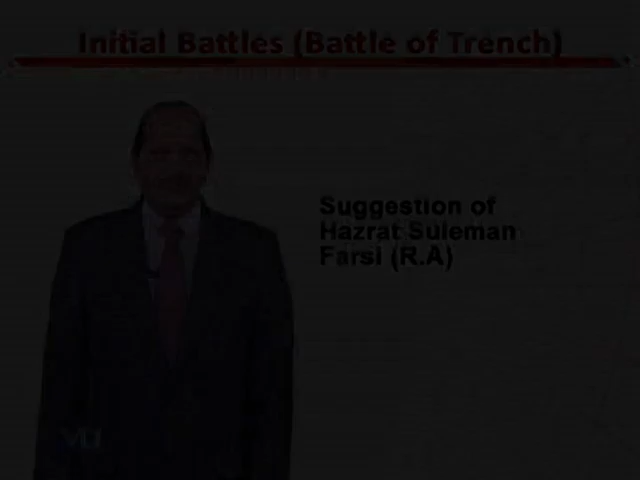 Initial Battles (Battle of Trench)
Suggestion of
Hazrat Suleman
Farsi (R.A)